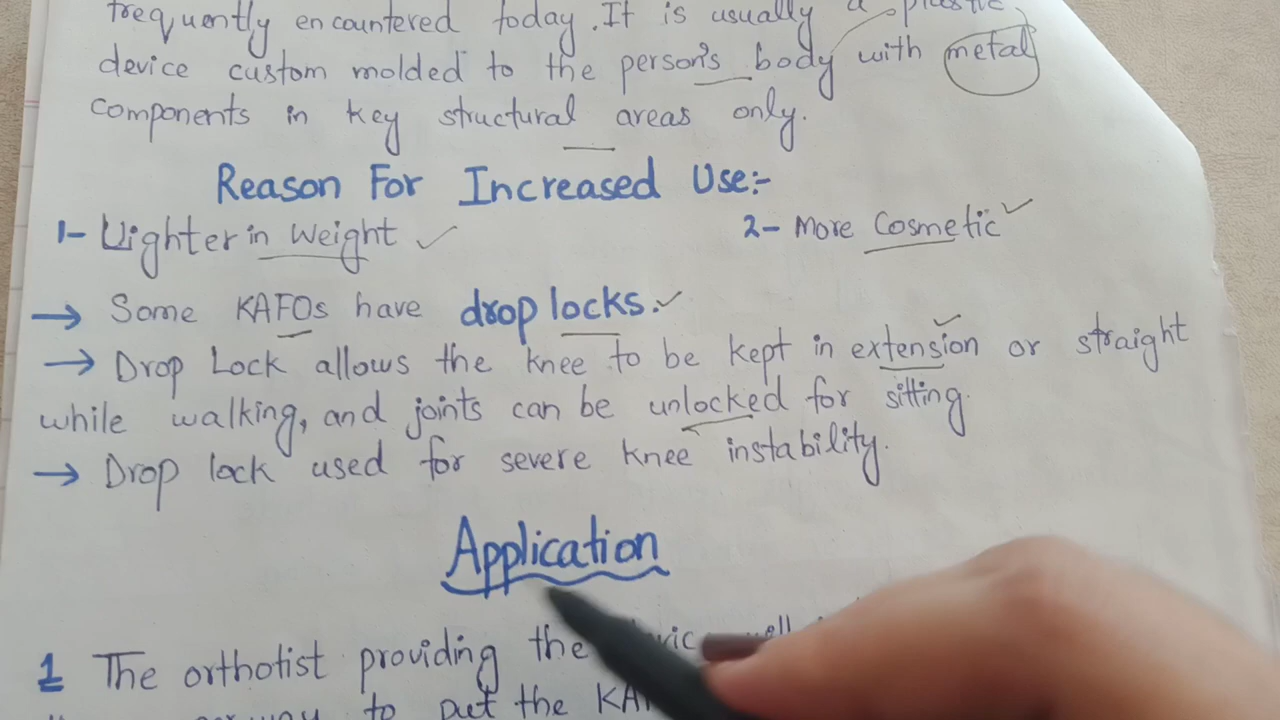 frequently encountered today. It is usually a plastic
device custom molded to the person's body with metal
components in key structural areas only.
Reason For Increased Use:-
1- Lighter in Weight ✓ 2- More Cosmetic ✓
→ Some KAFOs have drop locks. ✓
→ Drop Lock allows the knee to be kept in extension or straight
while walking, and joints can be unlocked for sitting.
→ Drop lock used for severe knee instability.
Application
1 The orthotist providing the
to put the